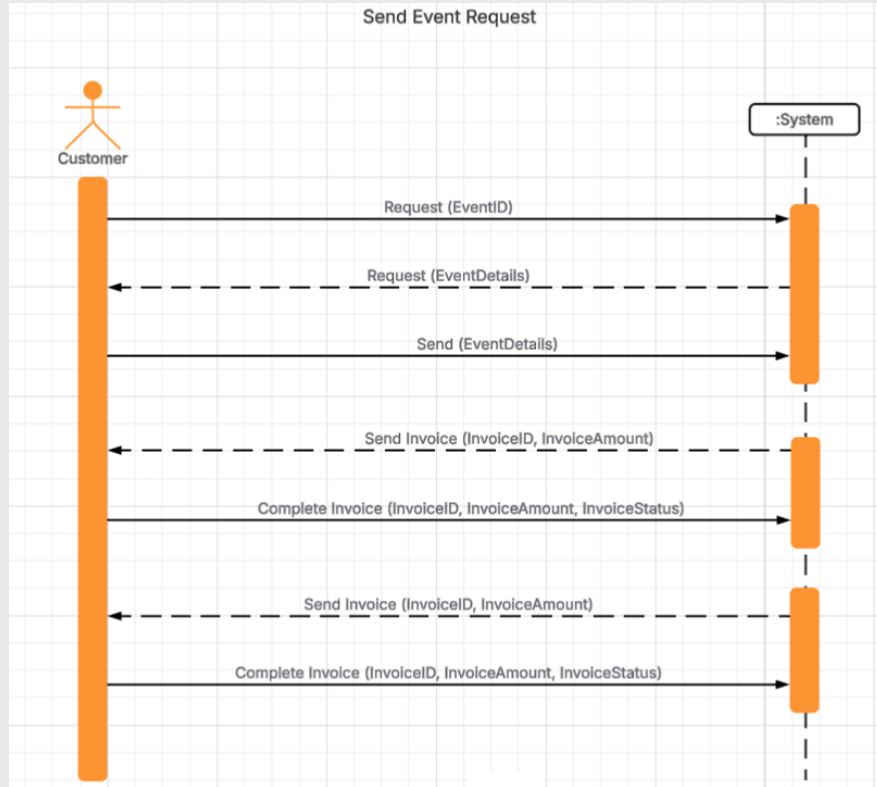 Send Event Request
:System
Customer
Request (EventID)
Request (EventDetails)
Send (EventDetails)
Send Invoice (InvoiceID, InvoiceAmount)
Complete Invoice (InvoiceID, InvoiceAmount, InvoiceStatus)
Send Invoice (InvoiceID, InvoiceAmount)
Complete Invoice (InvoiceID, InvoiceAmount, InvoiceStatus)